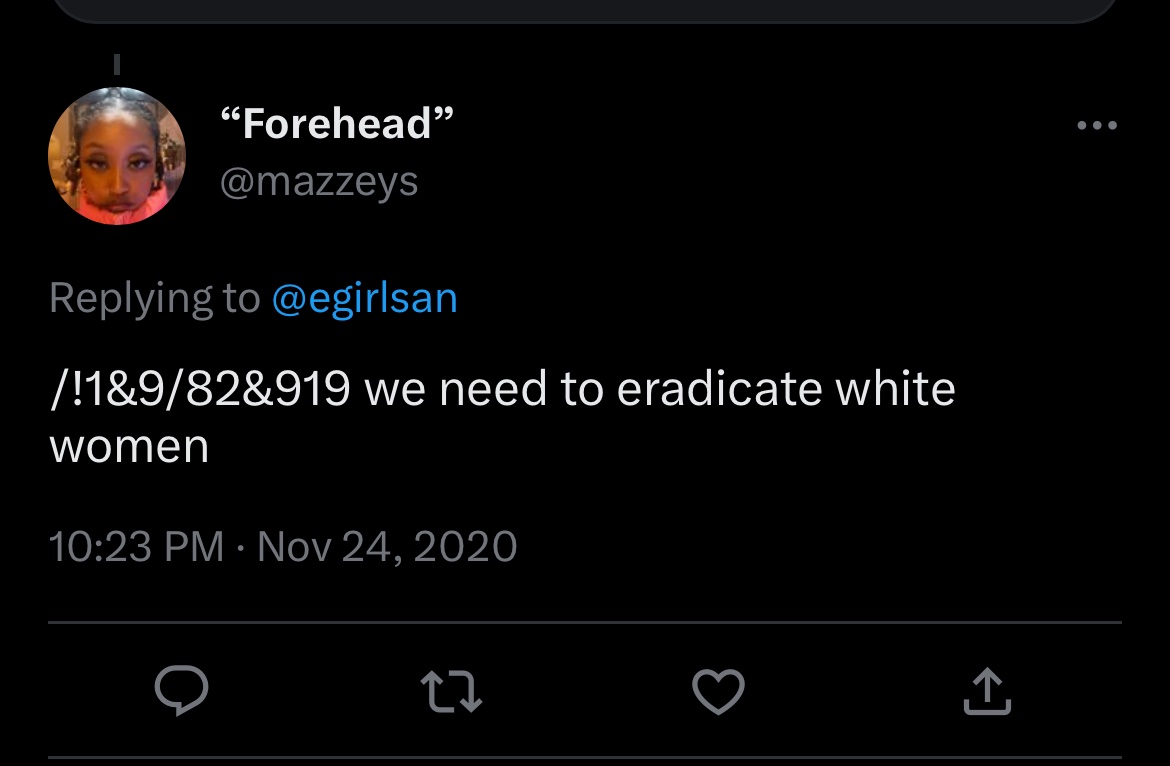 “Forehead”
@mazzeys
Replying to @egirlsan
/!1&9/82&919 we need to eradicate white
women
10:23 PM · Nov 24, 2020